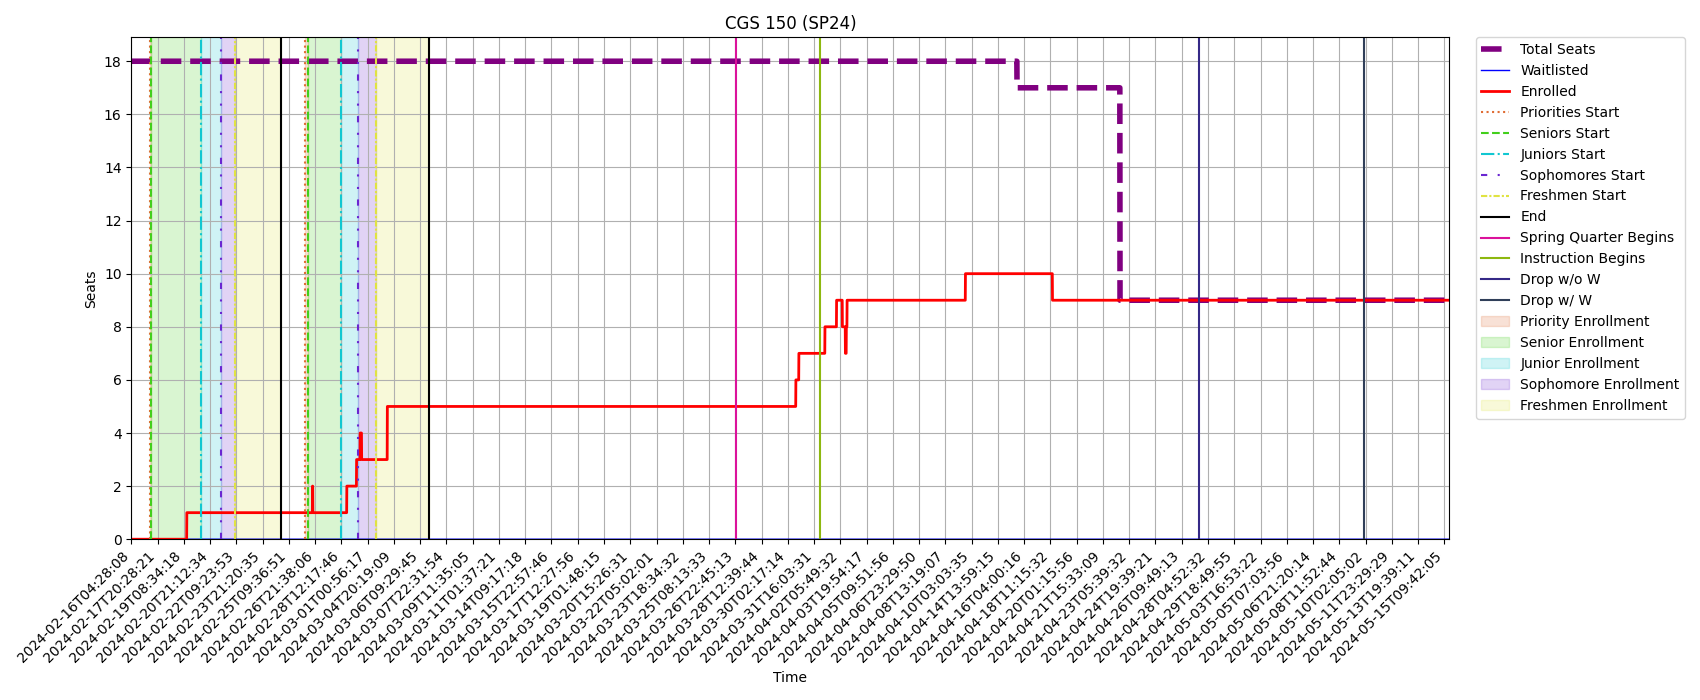 CGS 150 (SP24)
Seats
18
16
14
12
10
8
6
4
2
0
2024-02-16T04:28:08
2024-02-17T20:28:21
2024-02-19T08:34:18
2024-02-20T21:12:34
2024-02-22T09:23:53
2024-02-23T21:20:35
2024-02-25T09:36:51
2024-02-26T21:38:06
2024-02-28T12:17:46
2024-03-01T00:56:17
2024-03-04T20:19:09
2024-03-06T09:29:45
2024-03-07T22:31:54
2024-03-11T01:37:21
2024-03-14T09:17:18
2024-03-15T22:57:46
2024-03-17T12:27:56
2024-03-19T01:48:15
2024-03-20T15:26:31
2024-03-22T05:02:01
2024-03-23T18:34:32
2024-03-25T08:13:33
2024-03-26T22:45:13
2024-03-28T12:39:44
2024-03-30T02:17:14
2024-03-31T16:03:31
2024-04-02T05:49:32
2024-04-03T19:54:17
2024-04-05T09:51:56
2024-04-06T23:29:50
2024-04-08T13:19:07
2024-04-10T03:03:35
2024-04-14T13:59:15
2024-04-16T04:00:16
2024-04-18T11:15:32
2024-04-20T01:15:56
2024-04-21T15:33:09
2024-04-23T05:39:32
2024-04-24T19:39:21
2024-04-26T09:49:13
2024-04-28T04:52:32
2024-04-29T18:49:55
2024-05-03T16:53:22
2024-05-05T07:03:56
2024-05-06T21:20:14
2024-05-08T11:52:44
2024-05-10T02:05:02
2024-05-11T23:29:29
2024-05-13T19:39:11
2024-05-15T09:42:05
Time
Total Seats
Waitlisted
Enrolled
Priorities Start
Seniors Start
Juniors Start
Sophomores Start
Freshmen Start
End
Spring Quarter Begins
Instruction Begins
Drop w/o W
Drop w/ W
Priority Enrollment
Senior Enrollment
Junior Enrollment
Sophomore Enrollment
Freshmen Enrollment